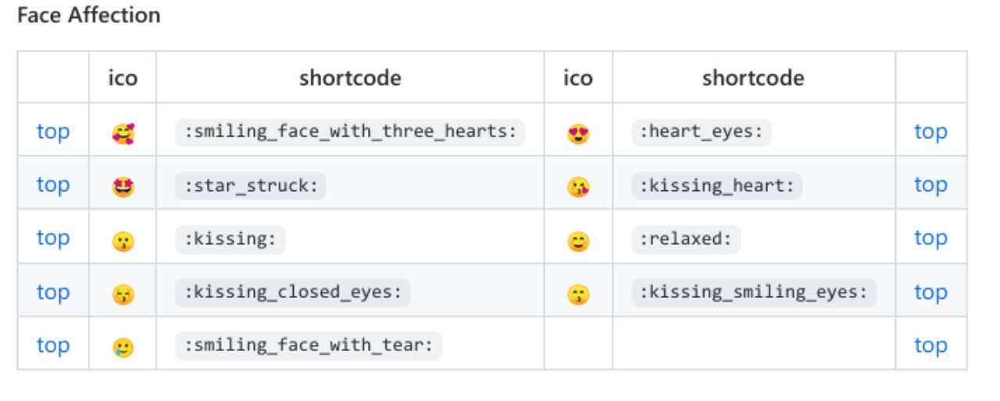 Face Affection
ico shortcode ico shortcode
top 🥰 :smiling_face_with_three_hearts: 😍 :heart_eyes: top
top 🤩 :star_struck: 😘 :kissing_heart: top
top 😗 :kissing: ☺️ :relaxed: top
top 😚 :kissing_closed_eyes: 😙 :kissing_smiling_eyes: top
top 🥲 :smiling_face_with_tear: top